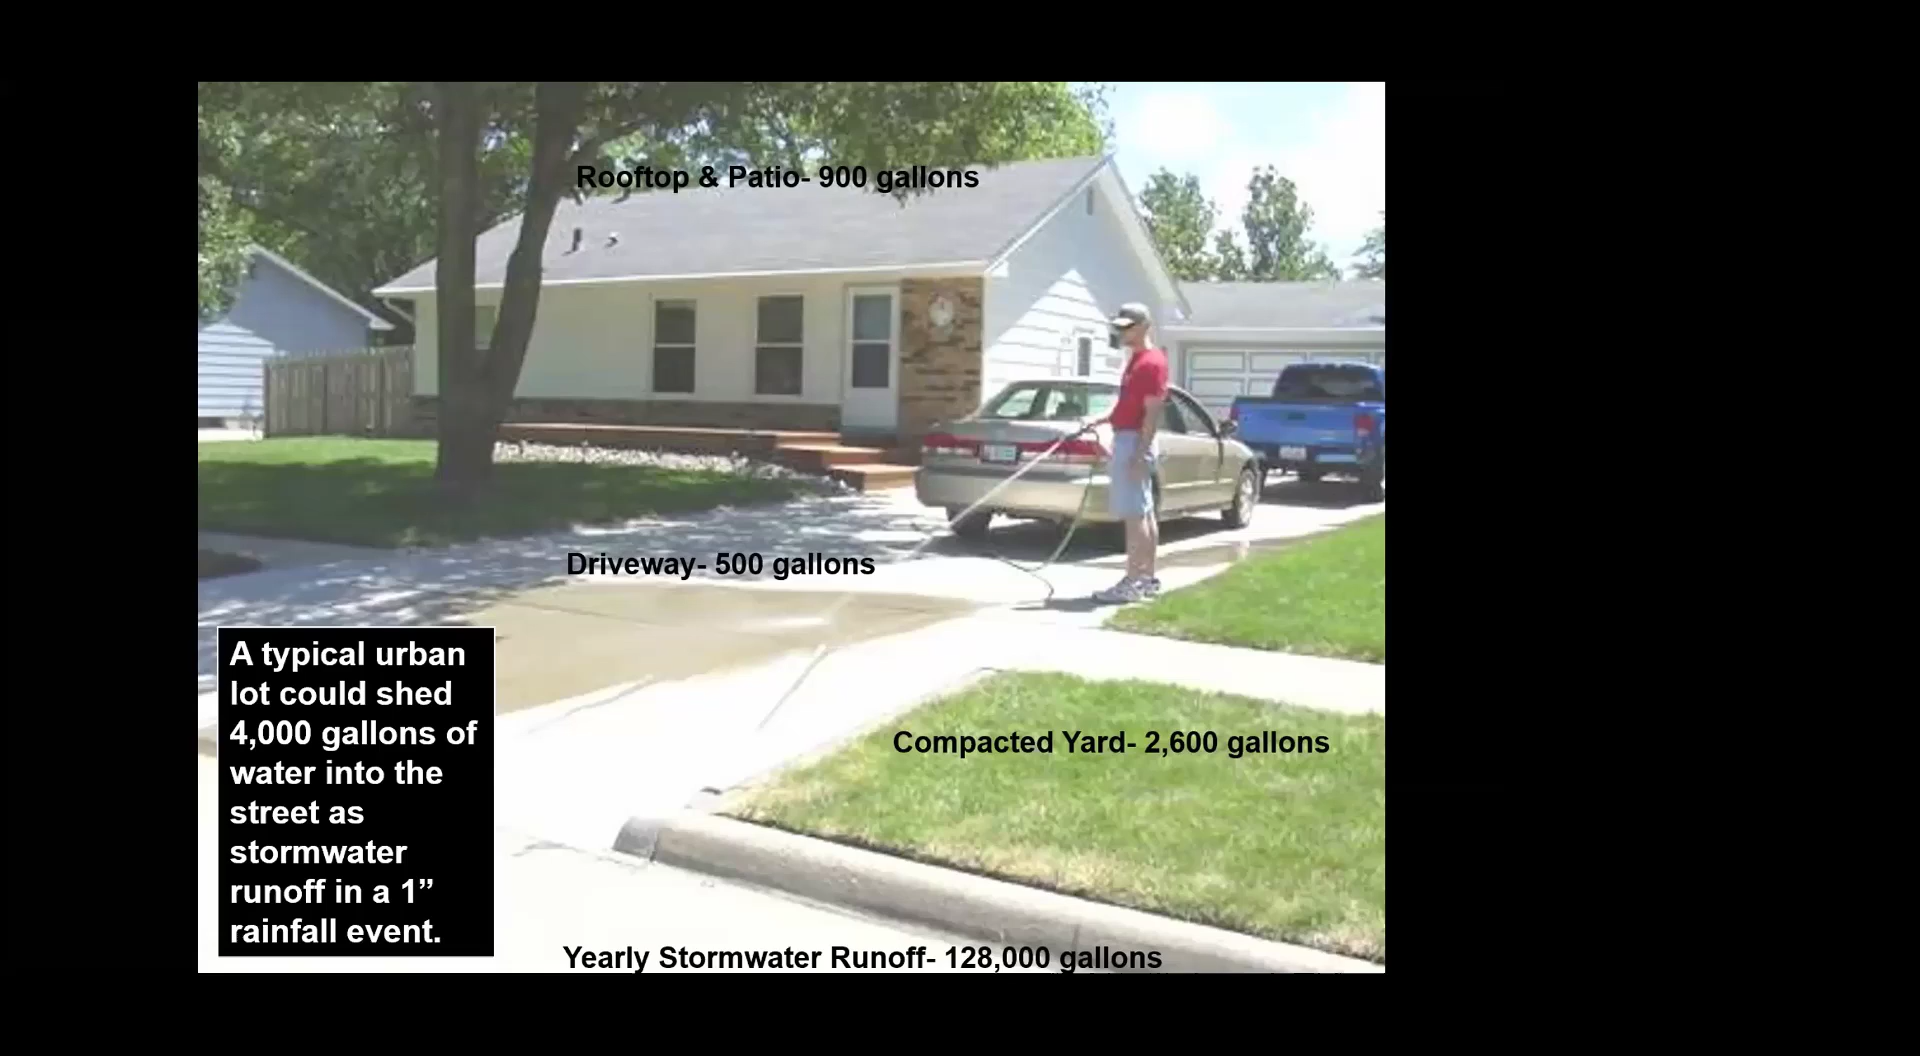 Rooftop & Patio- 900 gallons
Driveway- 500 gallons
A typical urban
lot could shed
4,000 gallons of
water into the
street as
stormwater
runoff in a 1”
rainfall event.
Compacted Yard- 2,600 gallons
Yearly Stormwater Runoff- 128,000 gallons